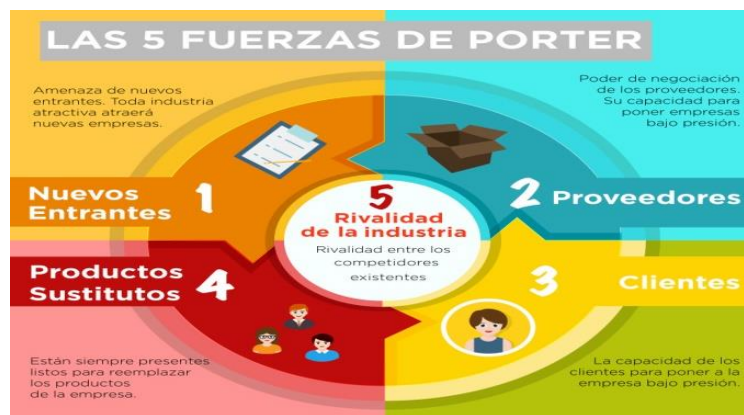 LAS 5 FUERZAS DE PORTER
Amenaza de nuevos
entrantes. Toda industria
atractiva atraerá
nuevas empresas.
Poder de negociación
de los proveedores.
Su capacidad para
poner empresas
bajo presión.
Nuevos
Entrantes
1
2
Proveedores
5
Rivalidad
de la industria
Rivalidad entre los
competidores
existentes
Productos
Sustitutos
4
3
Clientes
Están siempre presentes
listos para reemplazar
los productos
de la empresa.
La capacidad de los
clientes para poner a la
empresa bajo presión.